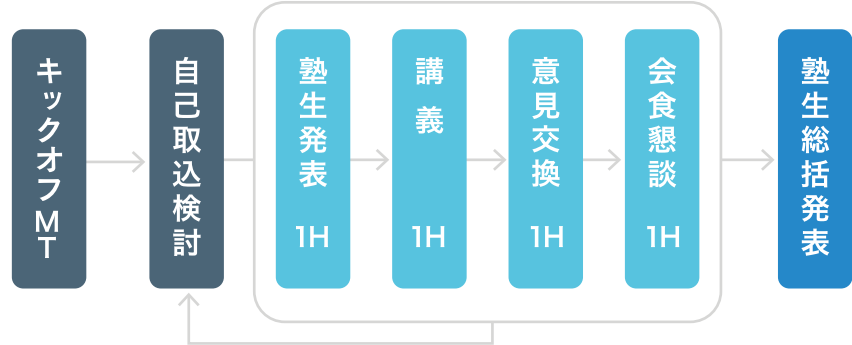 キックオフMT
自己取込検討
塾生発表 1H
講義 1H
意見交換 1H
会食懇談 1H
塾生総括発表